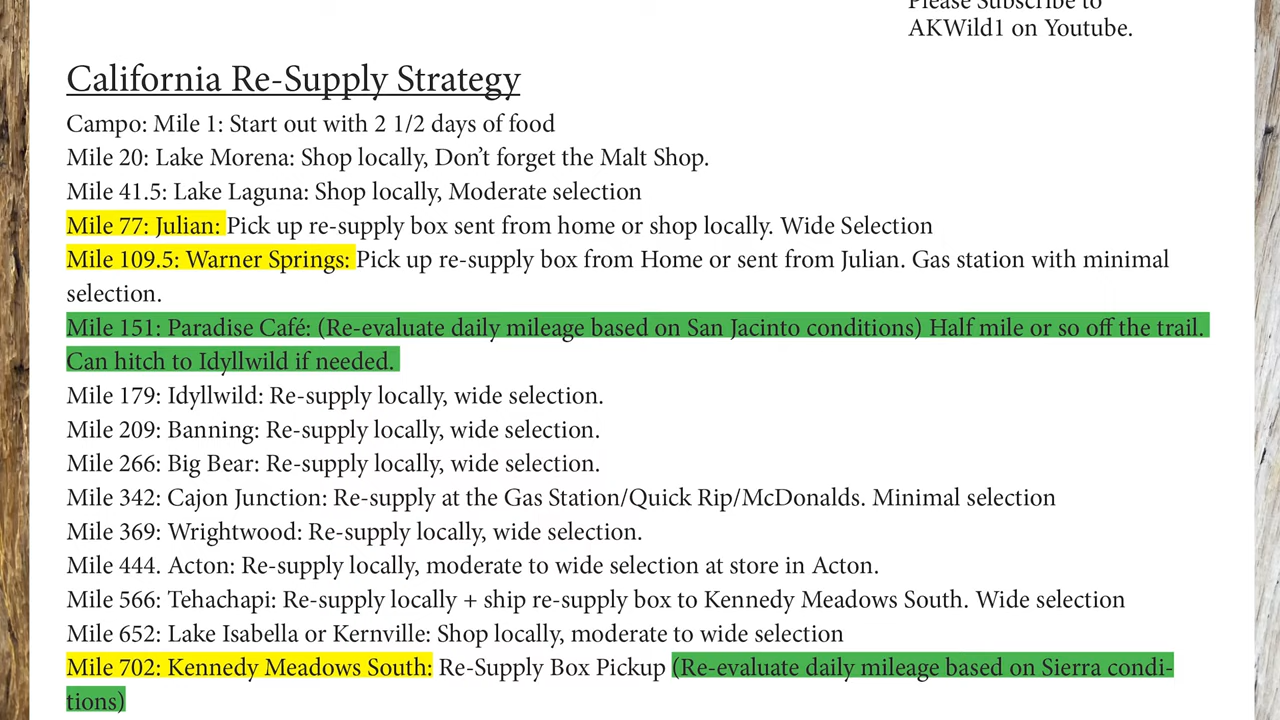 Please Subscribe to
AKWild1 on Youtube.
California Re-Supply Strategy
Campo: Mile 1: Start out with 2 1/2 days of food
Mile 20: Lake Morena: Shop locally, Don’t forget the Malt Shop.
Mile 41.5: Lake Laguna: Shop locally, Moderate selection
Mile 77: Julian: Pick up re-supply box sent from home or shop locally. Wide Selection
Mile 109.5: Warner Springs: Pick up re-supply box from Home or sent from Julian. Gas station with minimal
selection.
Mile 151: Paradise Café: (Re-evaluate daily mileage based on San Jacinto conditions) Half mile or so off the trail.
Can hitch to Idyllwild if needed.
Mile 179: Idyllwild: Re-supply locally, wide selection.
Mile 209: Banning: Re-supply locally, wide selection.
Mile 266: Big Bear: Re-supply locally, wide selection.
Mile 342: Cajon Junction: Re-supply at the Gas Station/Quick Rip/McDonalds. Minimal selection
Mile 369: Wrightwood: Re-supply locally, wide selection.
Mile 444. Acton: Re-supply locally, moderate to wide selection at store in Acton.
Mile 566: Tehachapi: Re-supply locally + ship re-supply box to Kennedy Meadows South. Wide selection
Mile 652: Lake Isabella or Kernville: Shop locally, moderate to wide selection
Mile 702: Kennedy Meadows South: Re-Supply Box Pickup (Re-evaluate daily mileage based on Sierra condi-
tions)